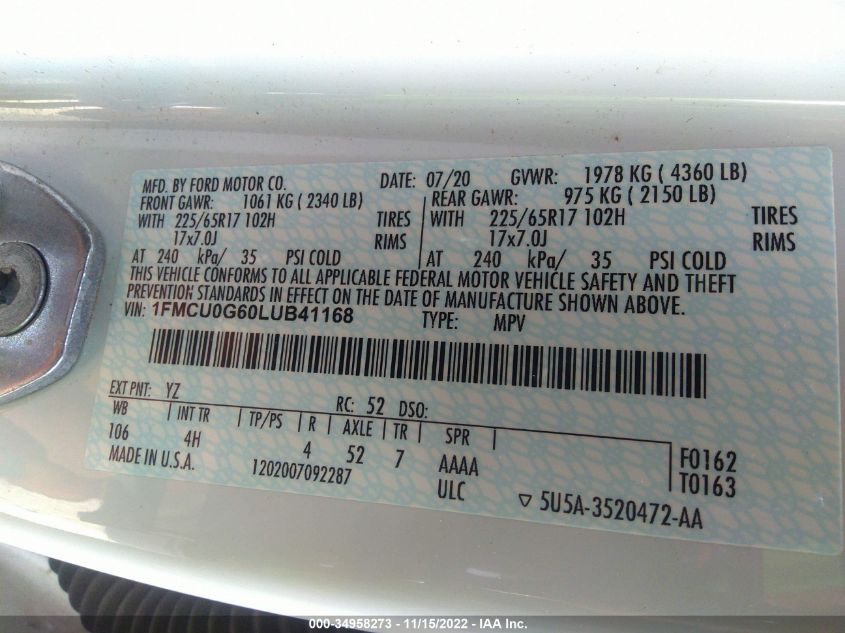 MFD. BY FORD MOTOR CO. DATE: 07/20 GVWR: 1978 KG ( 4360 LB)
FRONT GAWR: 1061 KG ( 2340 LB) REAR GAWR: 975 KG ( 2150 LB)
WITH 225/65R17 102H TIRES WITH 225/65R17 102H TIRES
17x7.0J RIMS 17x7.0J RIMS
AT 240 kPa/ 35 PSI COLD AT 240 kPa/ 35 PSI COLD
THIS VEHICLE CONFORMS TO ALL APPLICABLE FEDERAL MOTOR VEHICLE SAFETY AND THEFT
PREVENTION STANDARDS IN EFFECT ON THE DATE OF MANUFACTURE SHOWN ABOVE.
VIN: 1FMCU0G60LUB41168 TYPE: MPV
EXT PNT: YZ RC: 52 DSO:
WB INT TR TP/PS R AXLE TR SPR
106 4H 4 52 7 AAAA F0162
MADE IN U.S.A. 1202007092287 ULC T0163
5U5A-3520472-AA
000-34958273 - 11/15/2022 - IAA Inc.